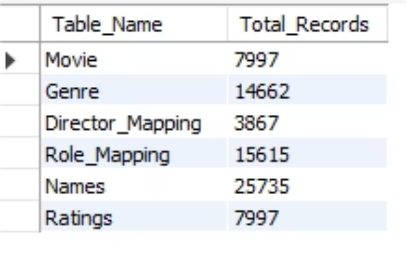 Table_Name Total_Records
Movie 7997
Genre 14662
Director_Mapping 3867
Role_Mapping 15615
Names 25735
Ratings 7997